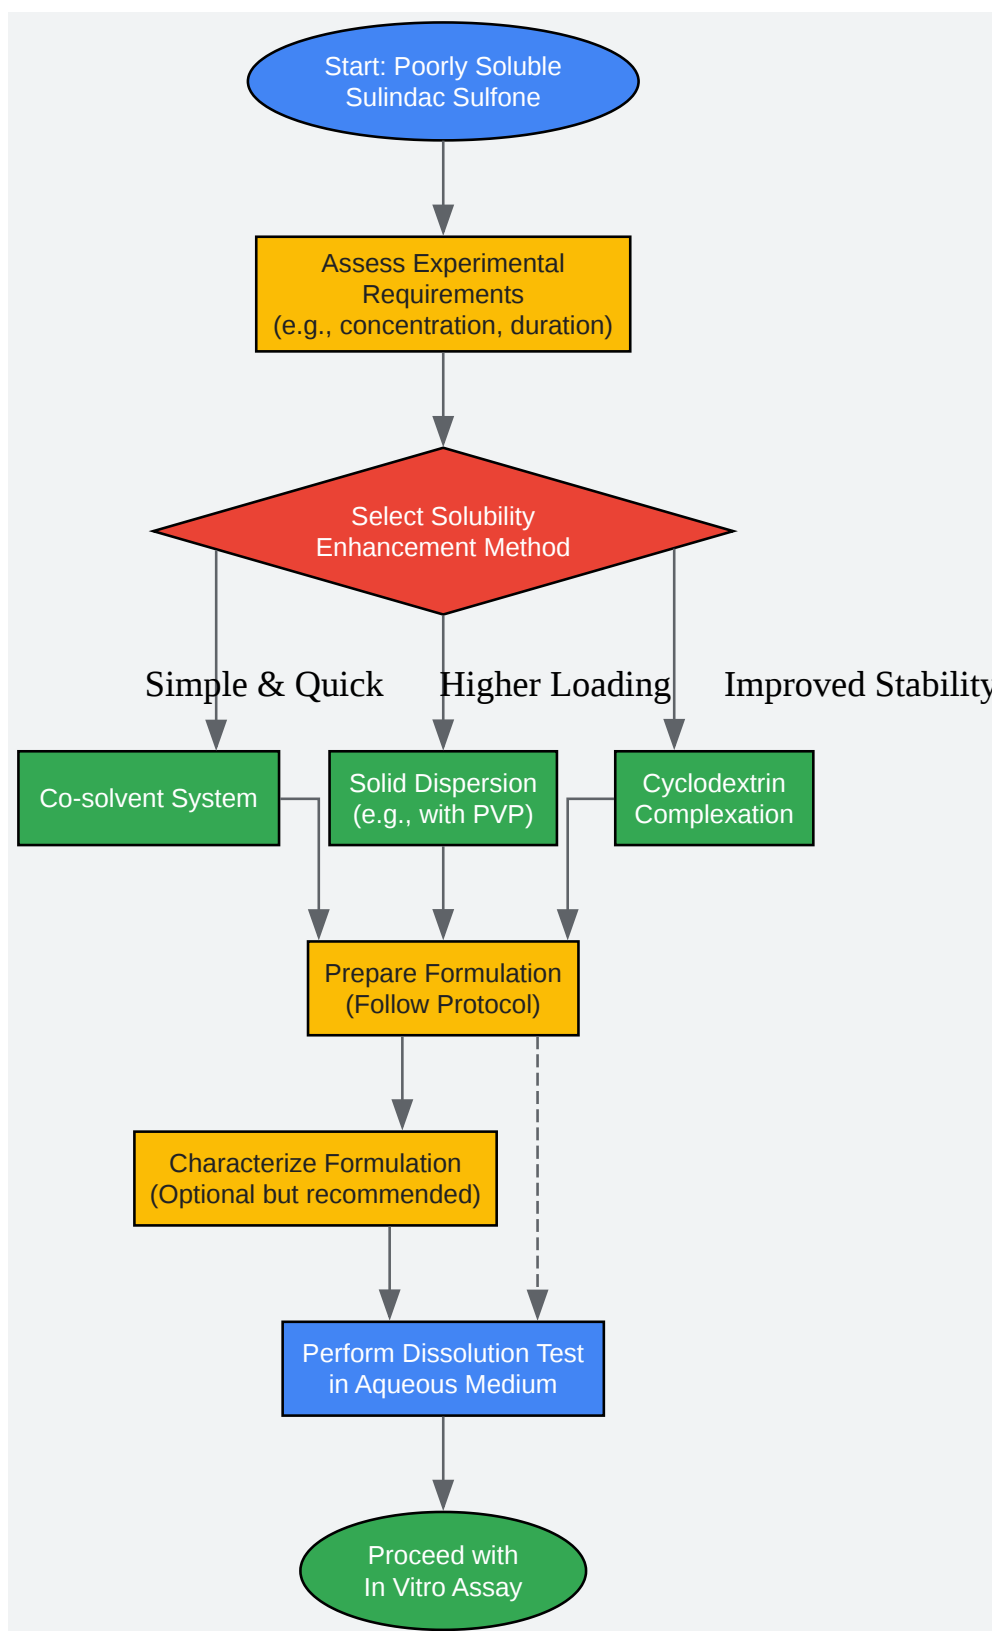 Start: Poorly Soluble
Sulindac Sulfone
Assess Experimental
Requirements
(e.g., concentration, duration)
Select Solubility
Enhancement Method
Simple & Quick
Higher Loading
Improved Stability
Co-solvent System
Solid Dispersion
(e.g., with PVP)
Cyclodextrin
Complexation
Prepare Formulation
(Follow Protocol)
Characterize Formulation
(Optional but recommended)
Perform Dissolution Test
in Aqueous Medium
Proceed with
In Vitro Assay